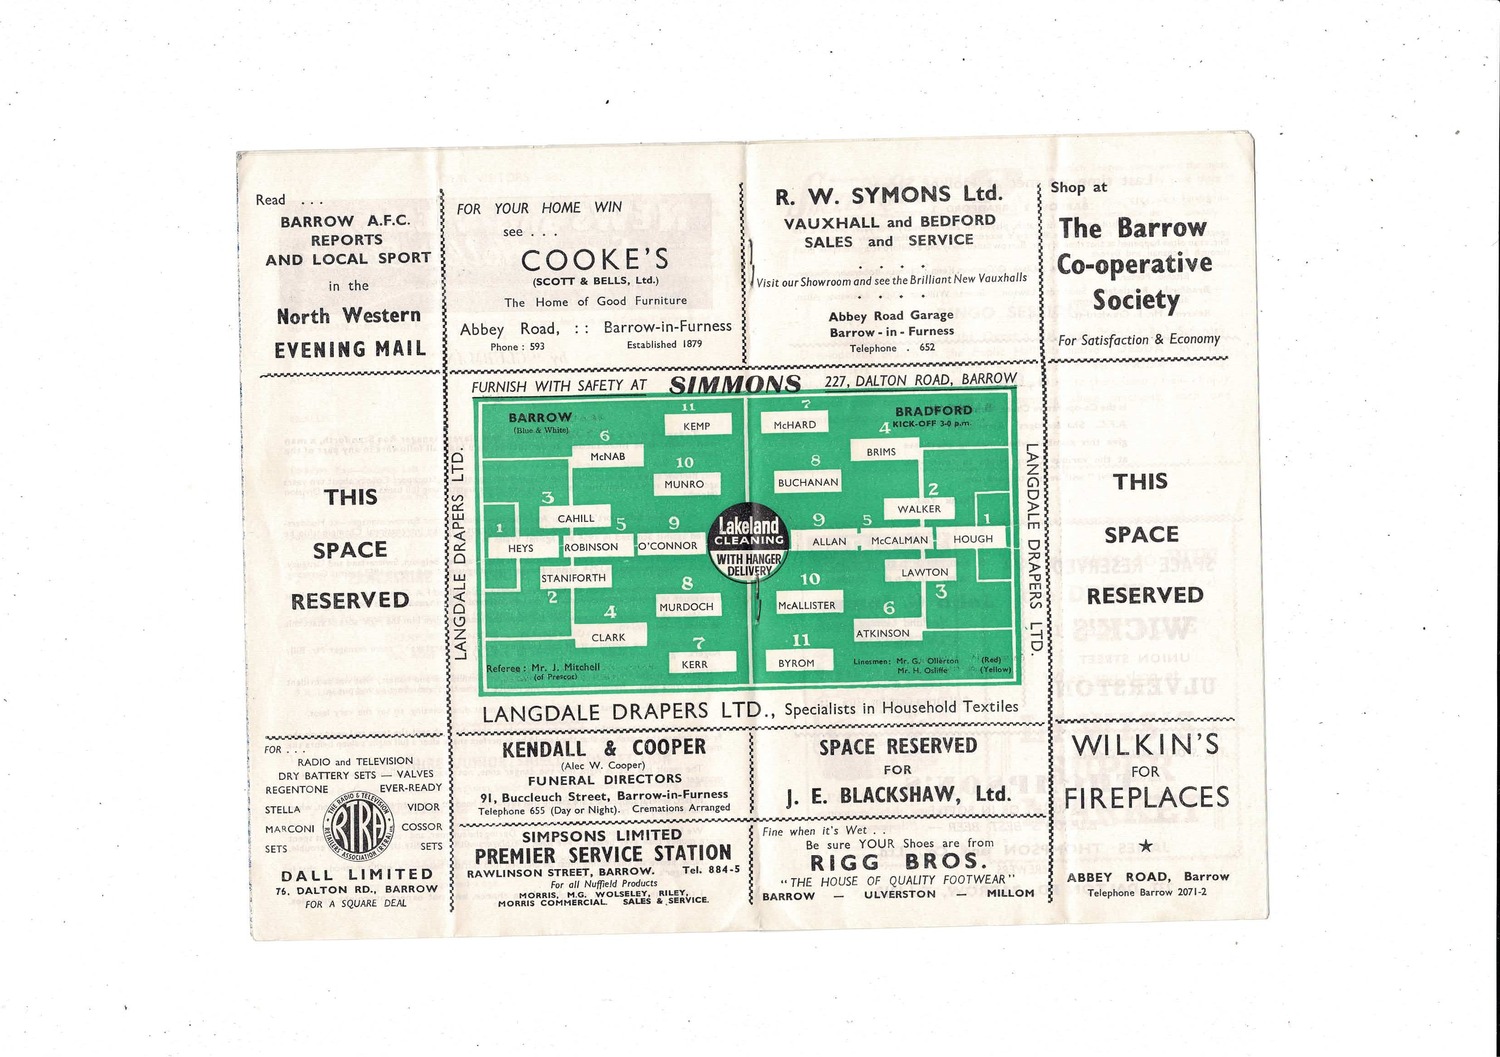 Read ...
BARROW A.F.C.
REPORTS
AND LOCAL SPORT
in the
North Western
EVENING MAIL
FOR YOUR HOME WIN
see ...
COOKE'S
(SCOTT & BELLS, Ltd.)
The Home of Good Furniture
Abbey Road, :: Barrow-in-Furness
Phone : 593 Established 1879
R. W. SYMONS Ltd.
VAUXHALL and BEDFORD
SALES and SERVICE
. . . .
Visit our Showroom and see the Brilliant New Vauxhalls
. . . .
Abbey Road Garage
Barrow - in - Furness
Telephone . 652
Shop at
The Barrow
Co-operative
Society
For Satisfaction & Economy
THIS
SPACE
RESERVED
FURNISH WITH SAFETY AT SIMMONS 227, DALTON ROAD, BARROW
LANGDALE DRAPERS LTD.
BARROW
(Blue & White)
BRADFORD
KICK-OFF 3-0 p.m.
11
KEMP
6
McNAB
10
MUNRO
3
CAHILL
1
HEYS
5
ROBINSON
9
O'CONNOR
STANIFORTH
2
8
MURDOCH
4
CLARK
7
KERR
Referee : Mr. J. Mitchell
(of Prescot)
Lakeland
CLEANING
WITH HANGER
DELIVERY
7
McHARD
4
BRIMS
8
BUCHANAN
2
WALKER
9
ALLAN
5
McCALMAN
1
HOUGH
LAWTON
3
10
McALLISTER
6
ATKINSON
11
BYROM
Linesmen: Mr. G. Ollerton (Red)
Mr. H. Osliffe (Yellow)
LANGDALE DRAPERS LTD.
LANGDALE DRAPERS LTD., Specialists in Household Textiles
THIS
SPACE
RESERVED
FOR ...
RADIO and TELEVISION
DRY BATTERY SETS — VALVES
REGENTONE EVER-READY
STELLA VIDOR
MARCONI COSSOR
SETS SETS
THE RADIO & TELEVISION
RTRA
RETAILERS' ASSOCIATION (R.T.R.A.) LTD.
DALL LIMITED
76, DALTON RD., BARROW
FOR A SQUARE DEAL
KENDALL & COOPER
(Alec W. Cooper)
FUNERAL DIRECTORS
91, Buccleuch Street, Barrow-in-Furness
Telephone 655 (Day or Night). Cremations Arranged
SIMPSONS LIMITED
PREMIER SERVICE STATION
RAWLINSON STREET, BARROW. Tel. 884-5
For all Nuffield Products
MORRIS, M.G. WOLSELEY, RILEY,
MORRIS COMMERCIAL SALES & SERVICE.
SPACE RESERVED
FOR
J. E. BLACKSHAW, Ltd.
Fine when it's Wet . .
Be sure YOUR Shoes are from
RIGG BROS.
"THE HOUSE OF QUALITY FOOTWEAR"
BARROW — ULVERSTON — MILLOM
WILKIN'S
FOR
FIREPLACES
ABBEY ROAD, Barrow
Telephone Barrow 2071-2